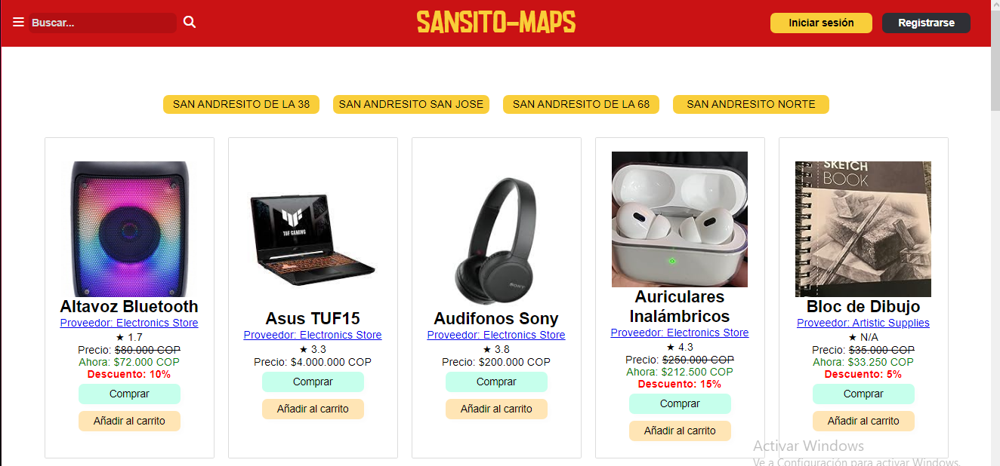 Buscar...
SANSITO-MAPS
Iniciar sesión
Registrarse
SAN ANDRESITO DE LA 38
SAN ANDRESITO SAN JOSE
SAN ANDRESITO DE LA 68
SAN ANDRESITO NORTE
Altavoz Bluetooth
Proveedor: Electronics Store
★ 1.7
Precio: $80.000 COP
Ahora: $72.000 COP
Descuento: 10%
Comprar
Añadir al carrito
TUF GAMING
Asus TUF15
Proveedor: Electronics Store
★ 3.3
Precio: $4.000.000 COP
Comprar
Añadir al carrito
SONY
Audifonos Sony
Proveedor: Electronics Store
★ 3.8
Precio: $200.000 COP
Comprar
Añadir al carrito
Auriculares
Inalámbricos
Proveedor: Electronics Store
★ 4.3
Precio: $250.000 COP
Ahora: $212.500 COP
Descuento: 15%
Comprar
Añadir al carrito
SKETCH
BOOK
Bloc de Dibujo
Proveedor: Artistic Supplies
★ N/A
Precio: $35.000 COP
Ahora: $33.250 COP
Descuento: 5%
Comprar
Añadir al carrito
Activar Windows
Ve a Configuración para activar Windows.